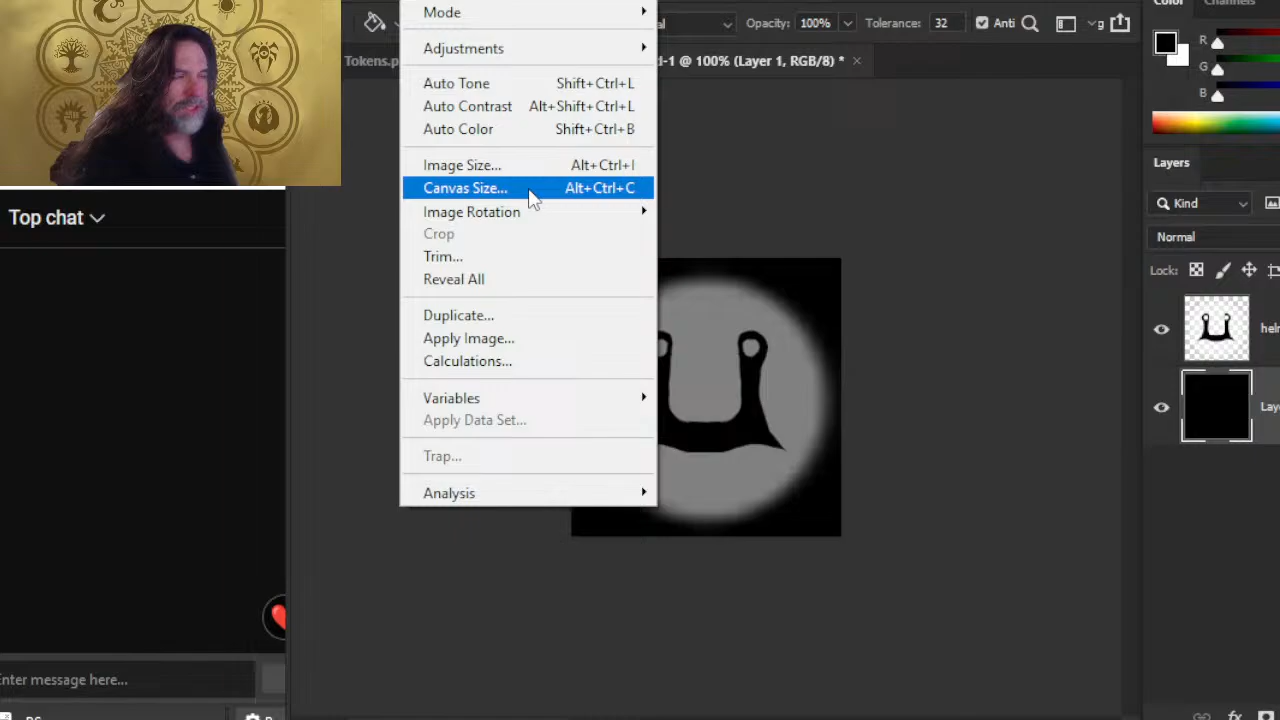 Mode
Adjustments
Auto Tone Shift+Ctrl+L
Auto Contrast Alt+Shift+Ctrl+L
Auto Color Shift+Ctrl+B
Image Size... Alt+Ctrl+I
Canvas Size... Alt+Ctrl+C
Image Rotation
Crop
Trim...
Reveal All
Duplicate...
Apply Image...
Calculations...
Variables
Apply Data Set...
Trap...
Analysis
Opacity: 100% Tolerance: 32 Anti
Tokens.p
d-1 @ 100% (Layer 1, RGB/8) *
Color Channels
R
G
B
Layers
Kind
Normal
Lock:
Top chat
Enter message here...
fx